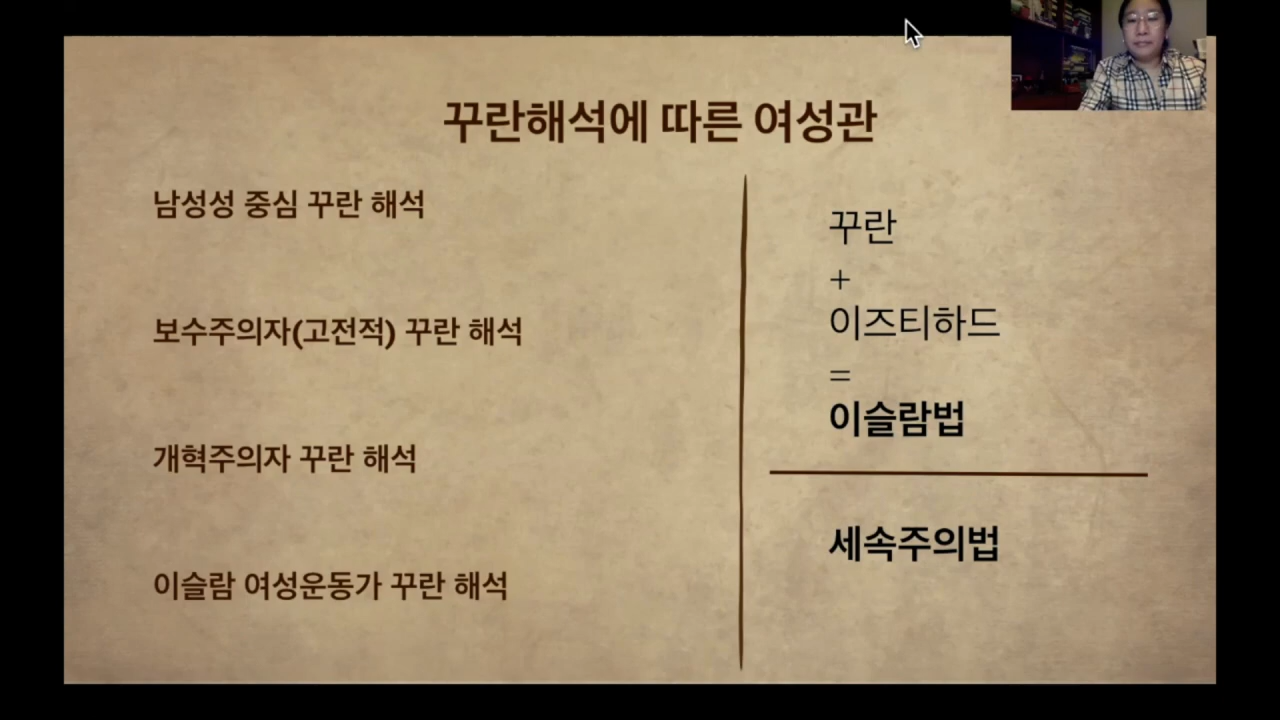 꾸란해석에 따른 여성관
남성성 중심 꾸란 해석
보수주의자(고전적) 꾸란 해석
개혁주의자 꾸란 해석
이슬람 여성운동가 꾸란 해석
꾸란
+
이즈티하드
=
이슬람법
세속주의법